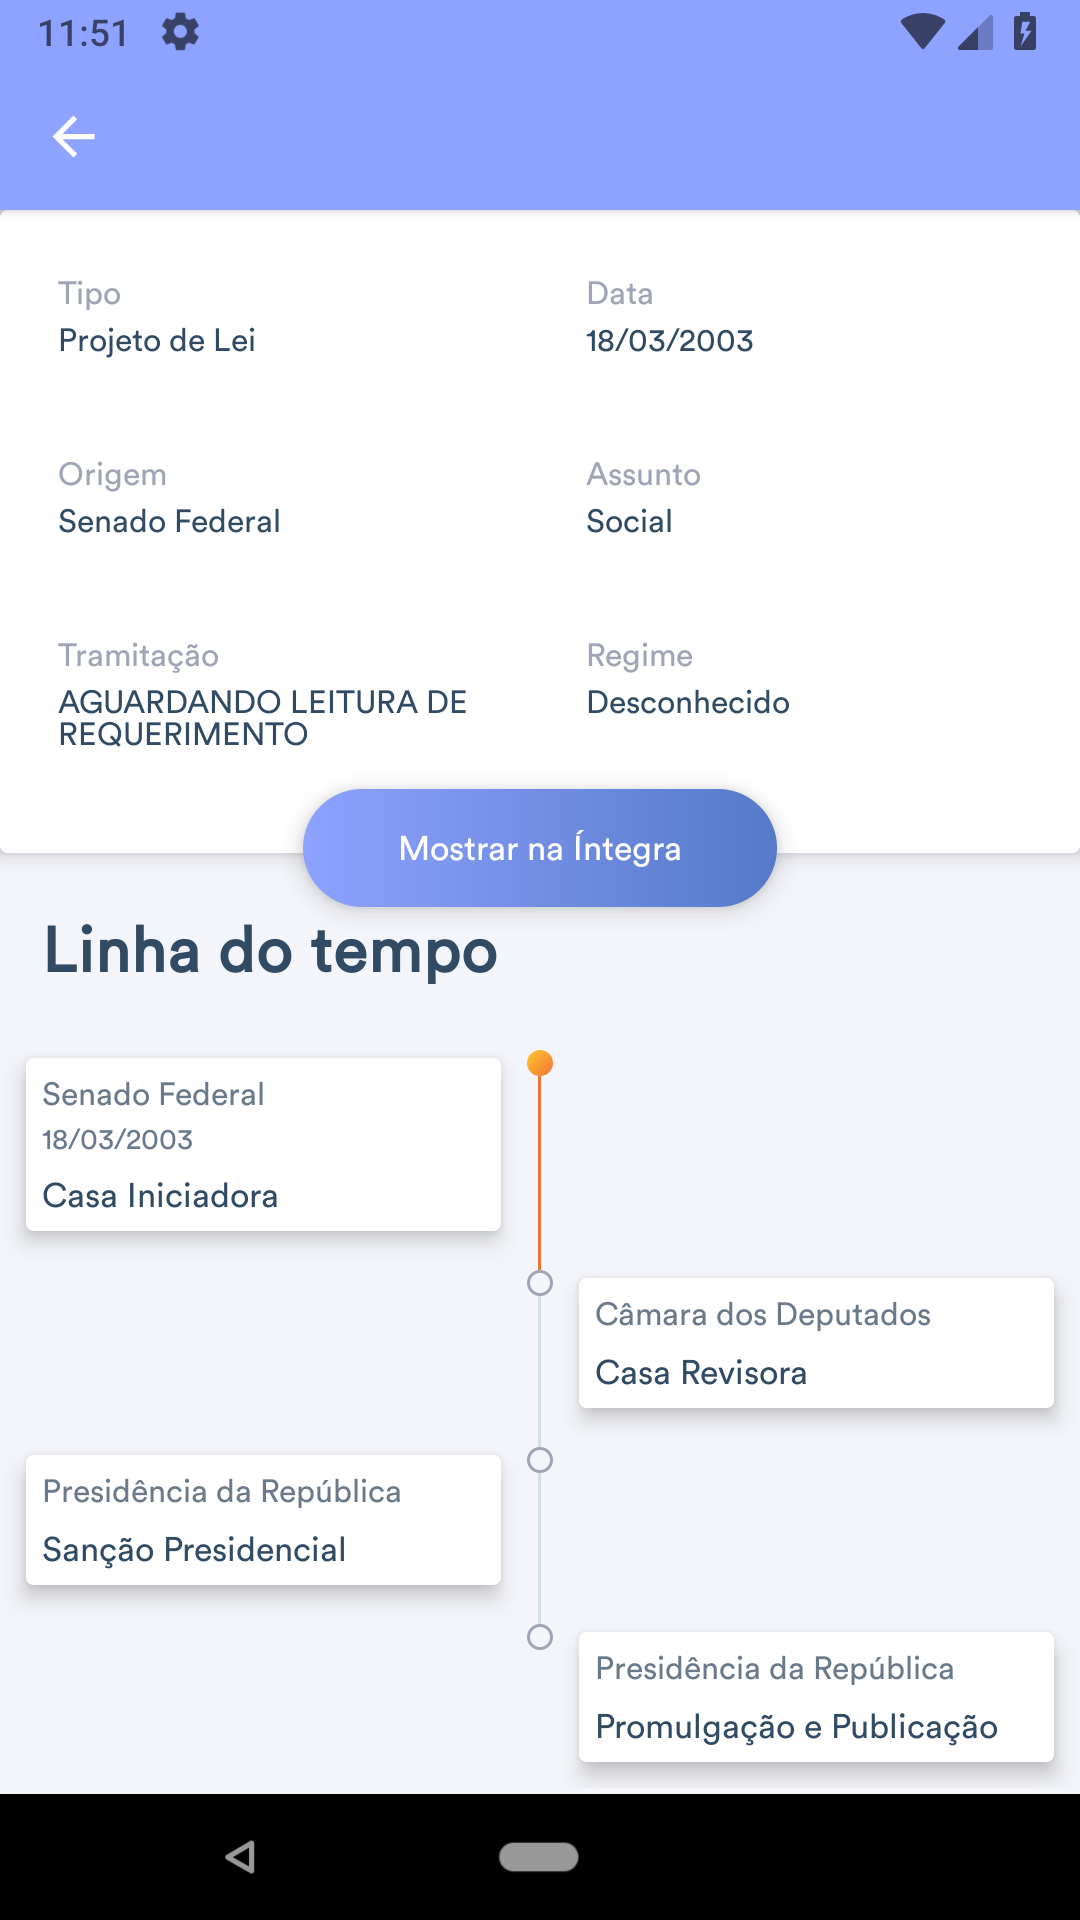 11:51
Tipo
Projeto de Lei
Data
18/03/2003
Origem
Senado Federal
Assunto
Social
Tramitação
AGUARDANDO LEITURA DE
REQUERIMENTO
Regime
Desconhecido
Mostrar na Íntegra
Linha do tempo
Senado Federal
18/03/2003
Casa Iniciadora
Câmara dos Deputados
Casa Revisora
Presidência da República
Sanção Presidencial
Presidência da República
Promulgação e Publicação